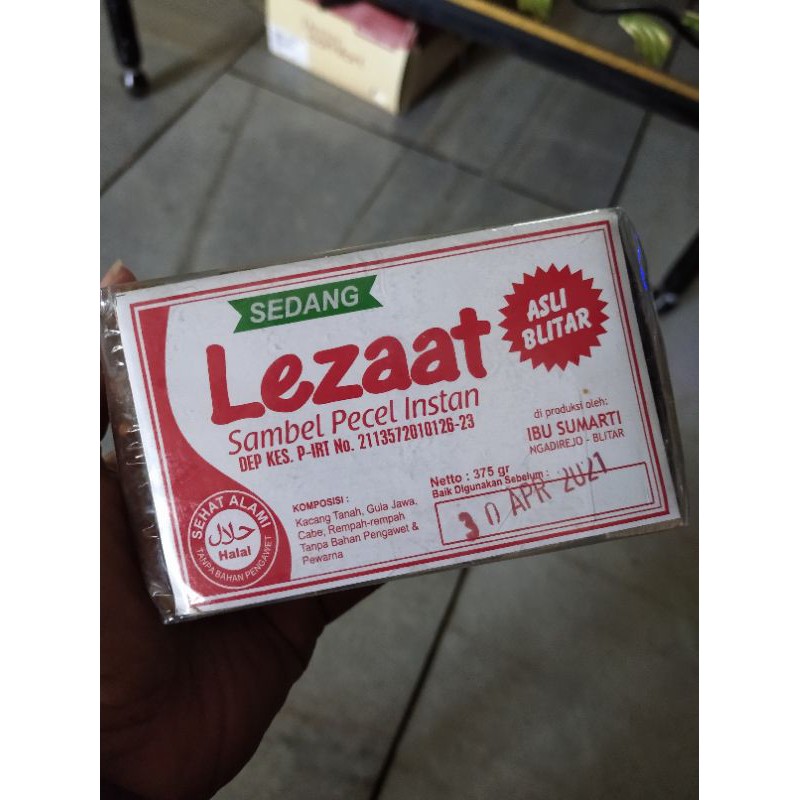 SEDANG
Lezaat
ASLI
BLITAR
Sambel Pecel Instan
DEP KES. P-IRT No. 2113572010126-23
di produksi oleh:
IBU SUMARTI
NGADIREJO - BLITAR
Netto : 375 gr
Baik Digunakan Sebelum :
30 APR 2021
KOMPOSISI :
Kacang Tanah, Gula Jawa,
Cabe, Rempah-rempah
Tanpa Bahan Pengawet &
Pewarna
SEHAT ALAMI
حلال
Halal
TANPA BAHAN PENGAWET